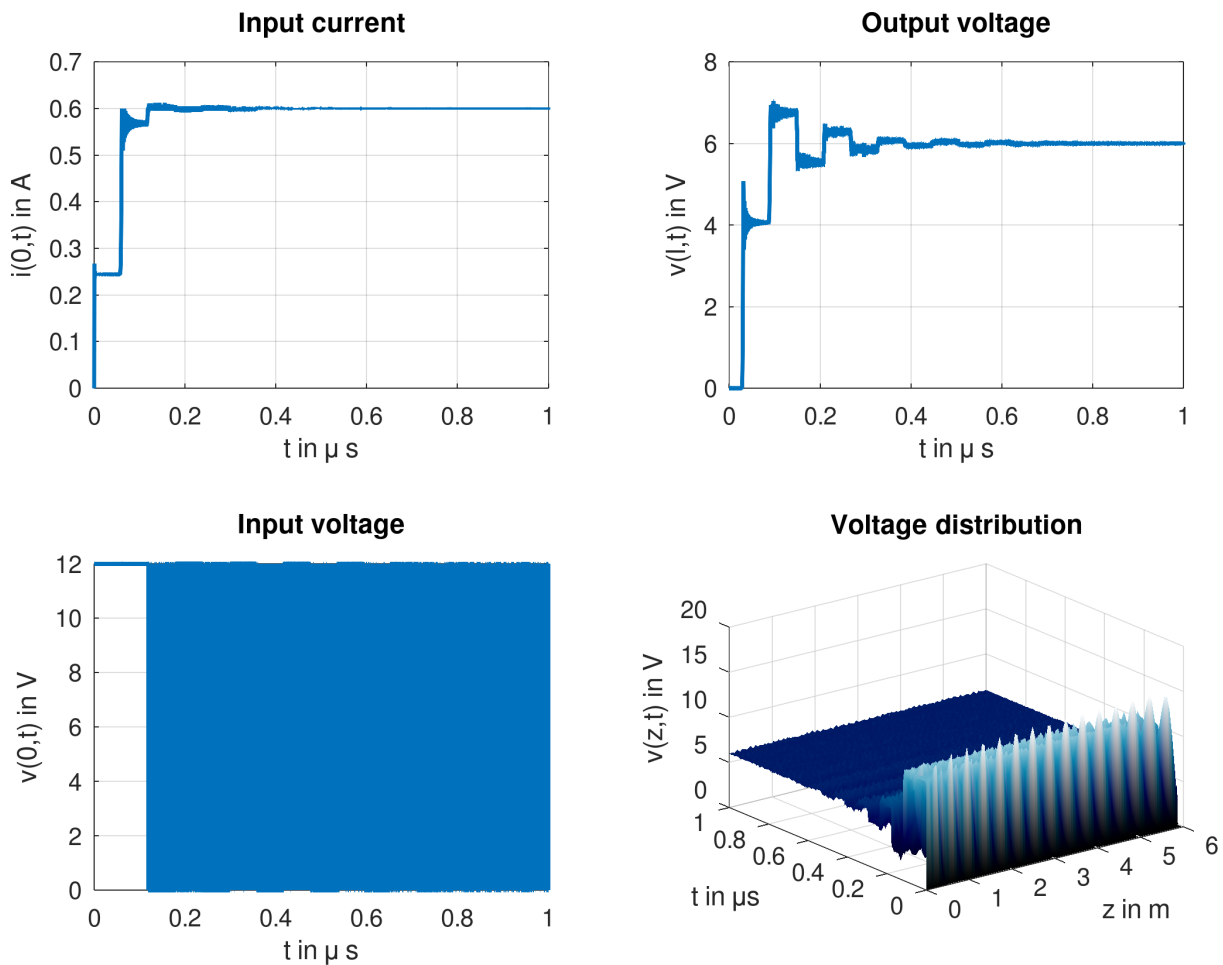 Input current
0.7
0.6
0.5
0.4
0.3
0.2
0.1
0
i(0,t) in A
0 0.2 0.4 0.6 0.8 1
t in µ s
Output voltage
8
6
4
2
0
v(l,t) in V
0 0.2 0.4 0.6 0.8 1
t in µ s
Input voltage
12
10
8
6
4
2
0
v(0,t) in V
0 0.2 0.4 0.6 0.8 1
t in µ s
Voltage distribution
20
15
10
5
0
v(z,t) in V
1
0.8
0.6
0.4
0.2
0
t in µs
0
1
2
3
4
5
6
z in m